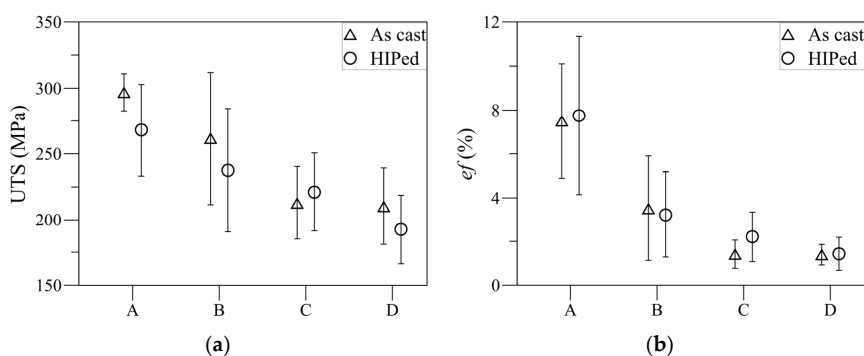 350
300
250
200
150
UTS (MPa)
As cast
HIPed
A
B
C
D
(a)
12
8
4
0
ef (%)
As cast
HIPed
A
B
C
D
(b)